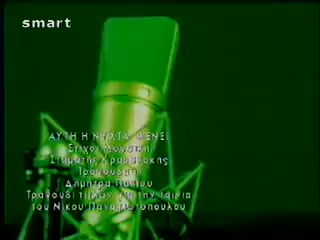 smart
ΑΥΤΗ Η ΝΥΧΤΑ ΜΕΝΕΙ
Στίχοι Μουσική
Σταμάτης Κραουνάκης
Τραγουδάει
Δήμητρα Παπίου
Τραγούδι τίτλων από την ταινία
του Νίκου Παναγιωτόπουλου